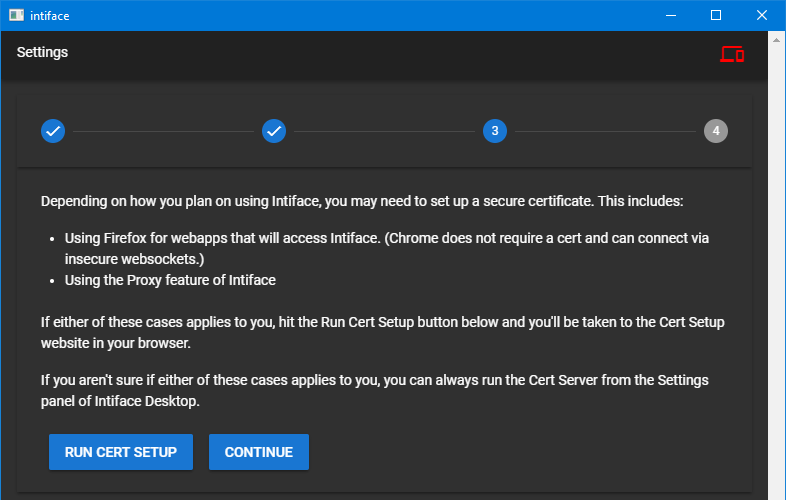 intiface
Settings
3
4
Depending on how you plan on using Intiface, you may need to set up a secure certificate. This includes:
• Using Firefox for webapps that will access Intiface. (Chrome does not require a cert and can connect via
insecure websockets.)
• Using the Proxy feature of Intiface
If either of these cases applies to you, hit the Run Cert Setup button below and you'll be taken to the Cert Setup
website in your browser.
If you aren't sure if either of these cases applies to you, you can always run the Cert Server from the Settings
panel of Intiface Desktop.
RUN CERT SETUP CONTINUE